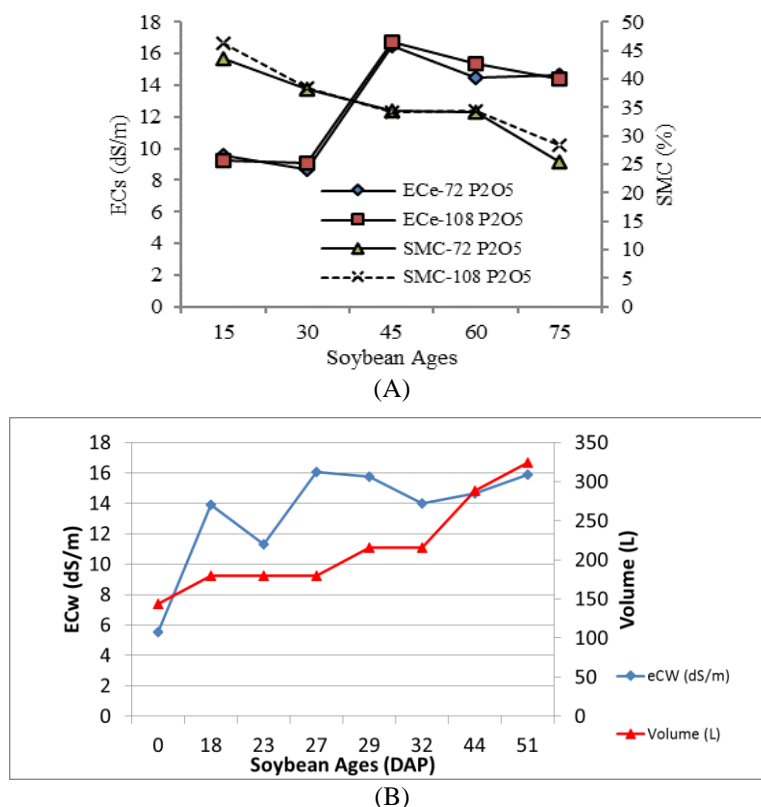 18
16
14
12
10
8
6
4
2
0
ECs (dS/m)
50
45
40
35
30
25
20
15
10
5
0
SMC (%)
ECe-72 P2O5
ECe-108 P2O5
SMC-72 P2O5
SMC-108 P2O5
15 30 45 60 75
Soybean Ages
(A)
18
16
14
12
10
8
6
4
2
0
ECw (dS/m)
350
300
250
200
150
100
50
0
Volume (L)
eCW (dS/m)
Volume (L)
0 18 23 27 29 32 44 51
Soybean Ages (DAP)
(B)